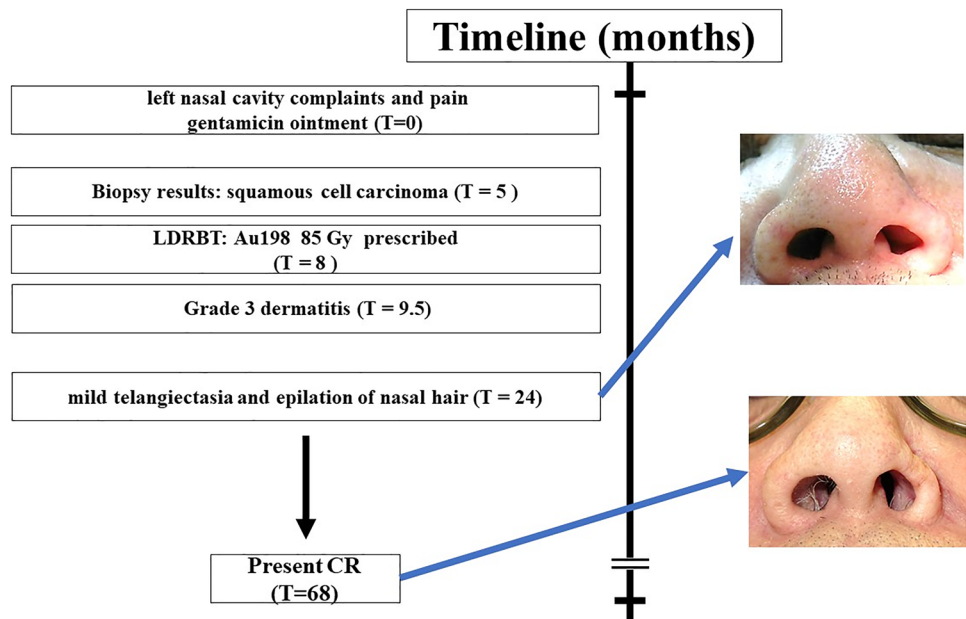 Timeline (months)
left nasal cavity complaints and pain
gentamicin ointment (T=0)
Biopsy results: squamous cell carcinoma (T = 5 )
LDRBT: Au198 85 Gy prescribed
(T = 8 )
Grade 3 dermatitis (T = 9.5)
mild telangiectasia and epilation of nasal hair (T = 24)
Present CR
(T=68)